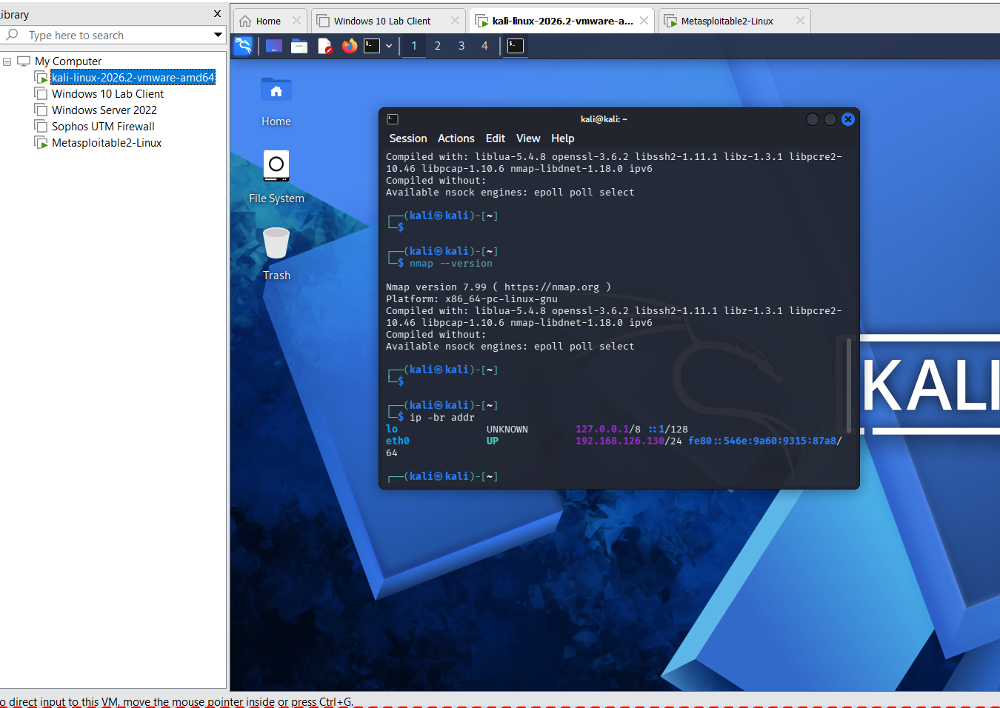 ibrary
Type here to search
My Computer
kali-linux-2026.2-vmware-amd64
Windows 10 Lab Client
Windows Server 2022
Sophos UTM Firewall
Metasploitable2-Linux
Home
Windows 10 Lab Client
kali-linux-2026.2-vmware-a...
Metasploitable2-Linux
1 2 3 4
Home
File System
Trash
kali@kali: ~
Session Actions Edit View Help
Compiled with: liblua-5.4.8 openssl-3.6.2 libssh2-1.11.1 libz-1.3.1 libpcre2-
10.46 libpcap-1.10.6 nmap-libdnet-1.18.0 ipv6
Compiled without:
Available nsock engines: epoll poll select
┌──(kali㉿kali)-[~]
└─$
┌──(kali㉿kali)-[~]
└─$ nmap --version
Nmap version 7.99 ( https://nmap.org )
Platform: x86_64-pc-linux-gnu
Compiled with: liblua-5.4.8 openssl-3.6.2 libssh2-1.11.1 libz-1.3.1 libpcre2-
10.46 libpcap-1.10.6 nmap-libdnet-1.18.0 ipv6
Compiled without:
Available nsock engines: epoll poll select
┌──(kali㉿kali)-[~]
└─$
┌──(kali㉿kali)-[~]
└─$ ip -br addr
lo UNKNOWN 127.0.0.1/8 ::1/128
eth0 UP 192.168.126.130/24 fe80::546e:9a60:9315:87a8/
64
┌──(kali㉿kali)-[~]
KALI
o direct input to this VM, move the mouse pointer inside or press Ctrl+G.